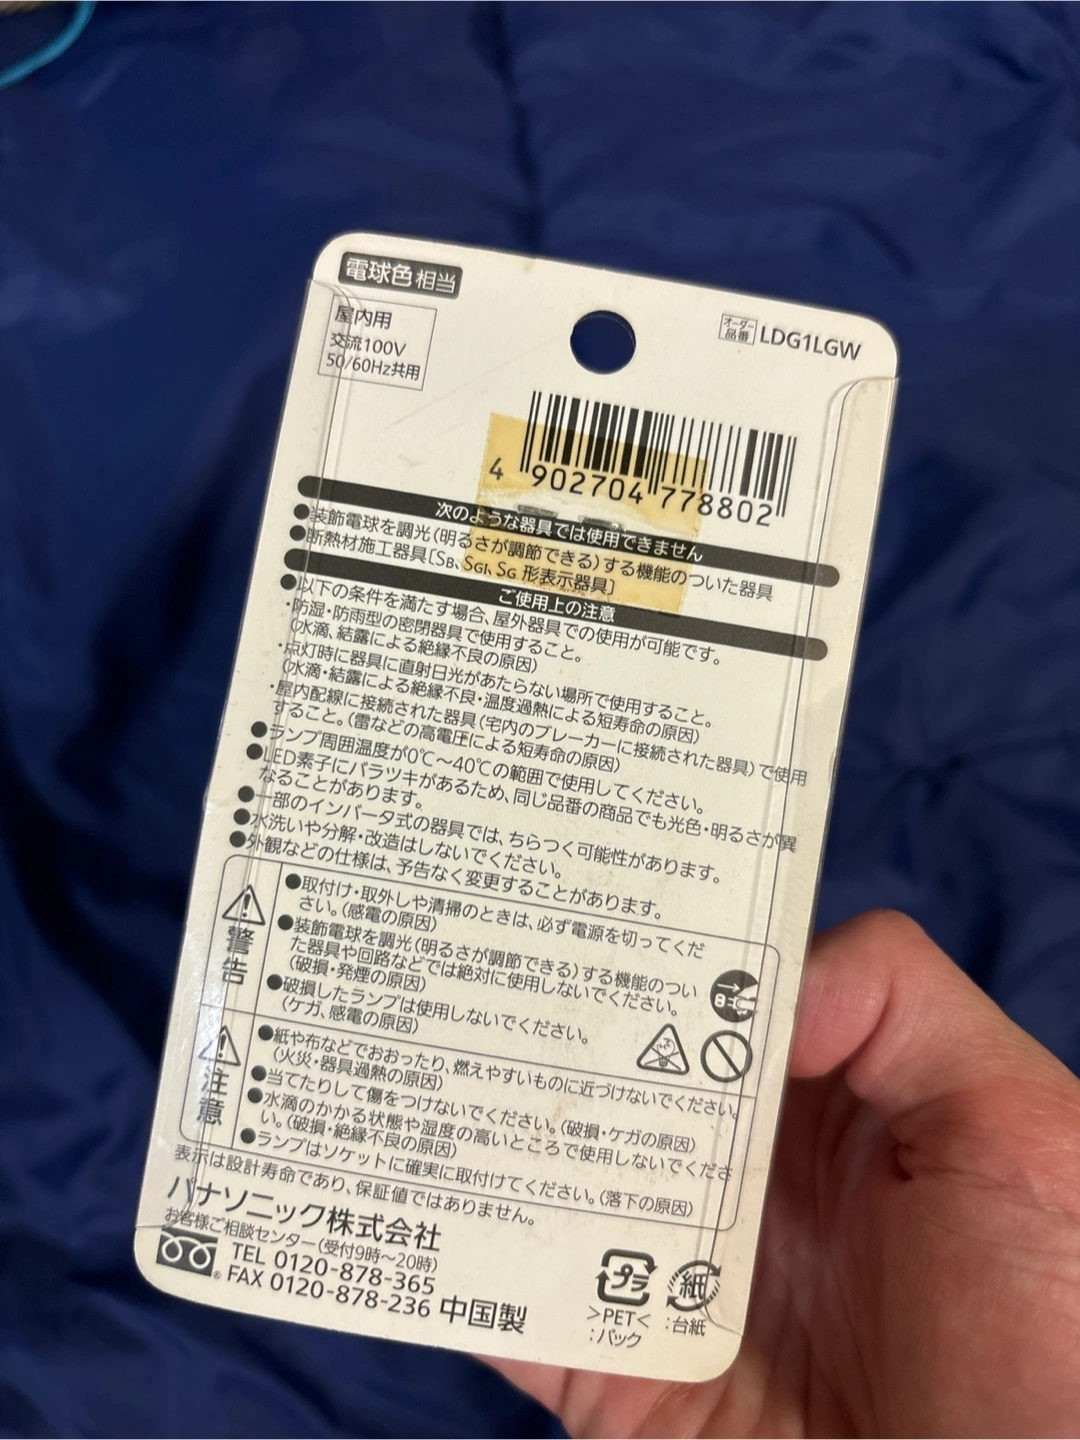 電球色相当
屋内用
交流100V
50/60Hz共用
オーダー品番 LDG1LGW
4 902704 778802
次のような器具では使用できません
●装飾電球を調光(明るさが調節できる)する機能のついた器具
●断熱材施工器具〔SB、SGI、SG 形表示器具〕
ご使用上の注意
●以下の条件を満たす場合、屋外器具での使用が可能です。
・防湿・防雨型の密閉器具で使用すること。
(水滴、結露による絶縁不良の原因)
・点灯時に器具に直射日光があたらない場所で使用すること。
(水滴・結露による絶縁不良・温度過熱による短寿命の原因)
・屋内配線に接続された器具(宅内のブレーカーに接続された器具)で使用
すること。(雷などの高電圧による短寿命の原因)
●ランプ周囲温度が0℃～40℃の範囲で使用してください。
●LED素子にバラツキがあるため、同じ品番の商品でも光色・明るさが異
なることがあります。
●一部のインバータ式の器具では、ちらつく可能性があります。
●水洗いや分解・改造はしないでください。
●外観などの仕様は、予告なく変更することがあります。
警告
●取付け・取外しや清掃のときは、必ず電源を切ってくだ
さい。(感電の原因)
●装飾電球を調光(明るさが調節できる)する機能のつい
た器具や回路などでは絶対に使用しないでください。
(破損・発煙の原因)
●破損したランプは使用しないでください。
(ケガ、感電の原因)
注意
●紙や布などでおおったり、燃えやすいものに近づけないでください。
(火災・器具過熱の原因)
●当てたりして傷をつけないでください。(破損・ケガの原因)
●水滴のかかる状態や湿度の高いところで使用しないでくださ
い。(破損・絶縁不良の原因)
●ランプはソケットに確実に取付けてください。(落下の原因)
表示は設計寿命であり、保証値ではありません。
パナソニック株式会社
お客様ご相談センター(受付9時～20時)
TEL 0120-878-365
FAX 0120-878-236 中国製
プラ
>PET<
:パック
紙
:台紙